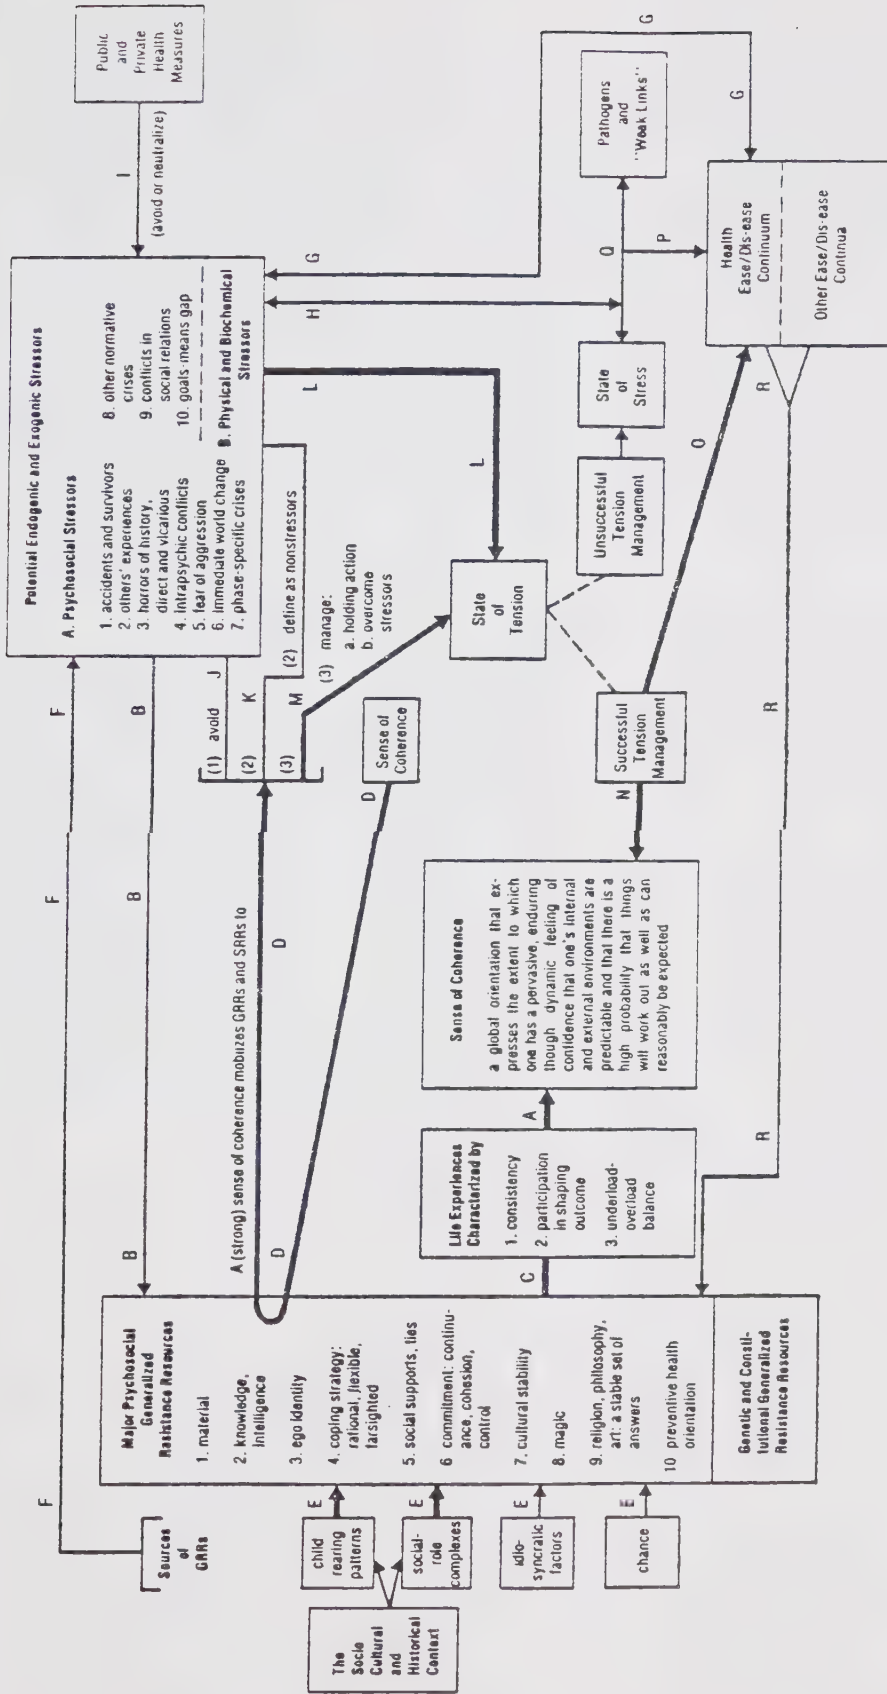 Sources
of
GRRs
The
Socio
Cultural
and
Historical
Context
child
rearing
patterns
social-
role
complexes
idio-
syncratic
factors
chance
E
E
E
E
F
F
F
Major Psychosocial
Generalized
Resistance Resources
1. material
2. knowledge,
Intelligence
3. ego identity
4. coping strategy:
rational, flexible,
farsighted
5. social supports, ties
6 commitment: continu-
ance, cohesion,
control
7. cultural stability
8. magic
9. religion, philosophy,
art: a stable set of
answers
10 preventive health
orientation
Genetic and Consti-
tutional Generalized
Resistance Resources
B
B
B
C
Life Experiences
Characterized by
1. consistency
2. participation
in shaping
outcome
3. underload-
overload
balance
A
Sense of Coherence
a global orientation that ex-
presses the extent to which
one has a pervasive, enduring
though dynamic feeling of
confidence that one's internal
and external environments are
predictable and that there is a
high probability that things
will work out as well as can
reasonably be expected
A (strong) sense of coherence mobilizes GRRs and SRRs to
D
D
D
Sense of
Coherence
(1) avoid J
(2) K
(3) M
(2) define as nonstressors
(3) manage:
a. holding action
b. overcome
stressors
Potential Endogenic and Exogenic Stressors
A. Psychosocial Stressors
1. accidents and survivors
2. others' experiences
3. horrors of history,
direct and vicarious
4. Intrapsychic conflicts
5. fear of aggression
6. Immediate world change
7. phase-specific crises
8. other normative
crises
9. conflicts in
social relations
10. goals-means gap
B. Physical and Biochemical
Stressors
I
(avoid or neutralize)
Public
and
Private
Health
Measures
L
L
State
of
Tension
Successful
Tension
Management
N
O
Unsuccessful
Tension
Management
State
of
Stress
H
G
G
G
Q
P
Pathogens
and
"Weak Links"
Health
Ease/Dis-ease
Continuum
Other Ease/Dis-ease
Continua
R
R
R